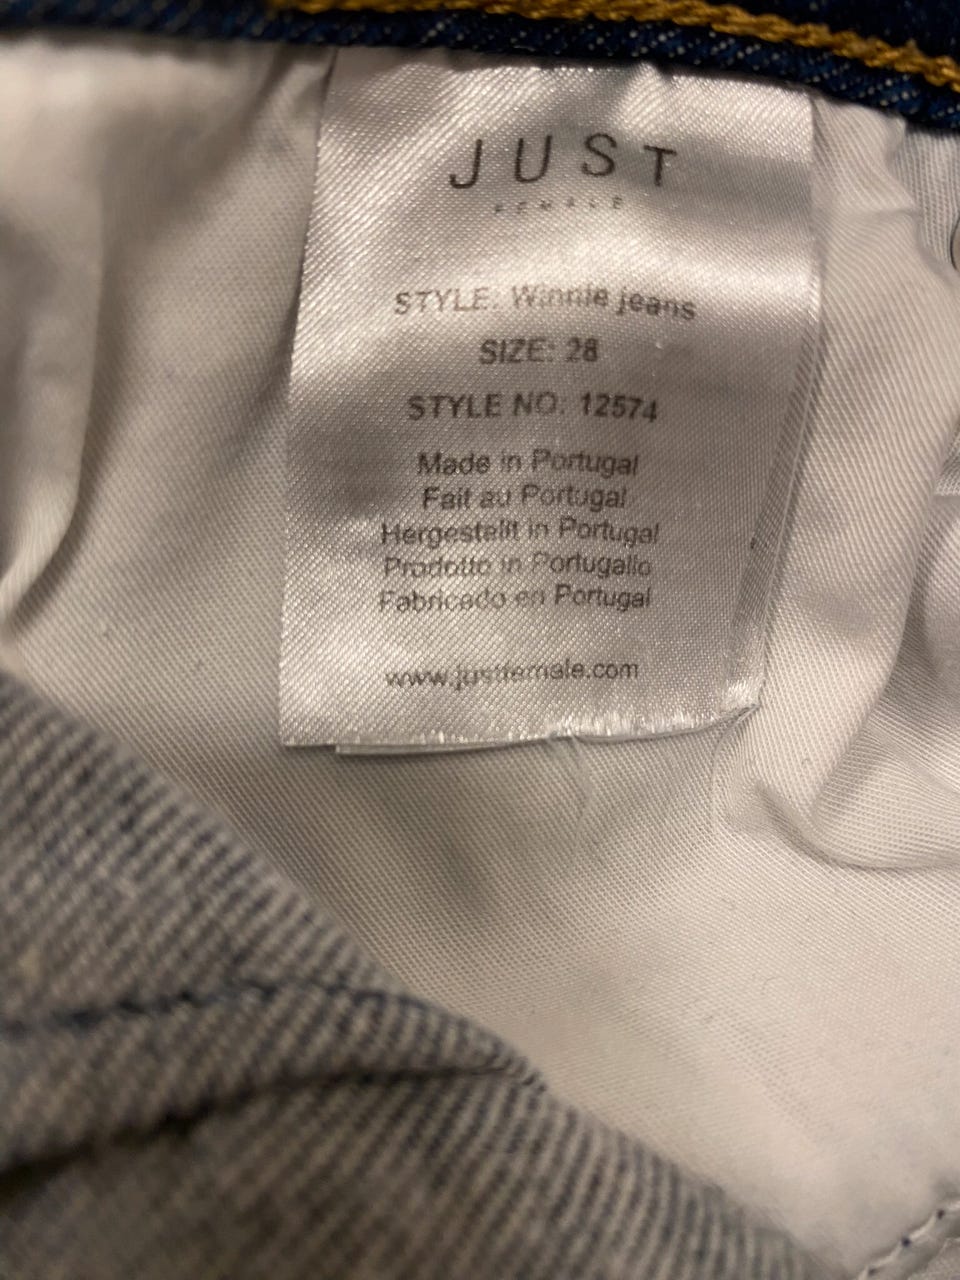 JUST
FEMALE
STYLE: Winnie jeans
SIZE: 28
STYLE NO: 12574
Made in Portugal
Fait au Portugal
Hergestellt in Portugal
Prodotto in Portugallo
Fabricado en Portugal
www.justfemale.com